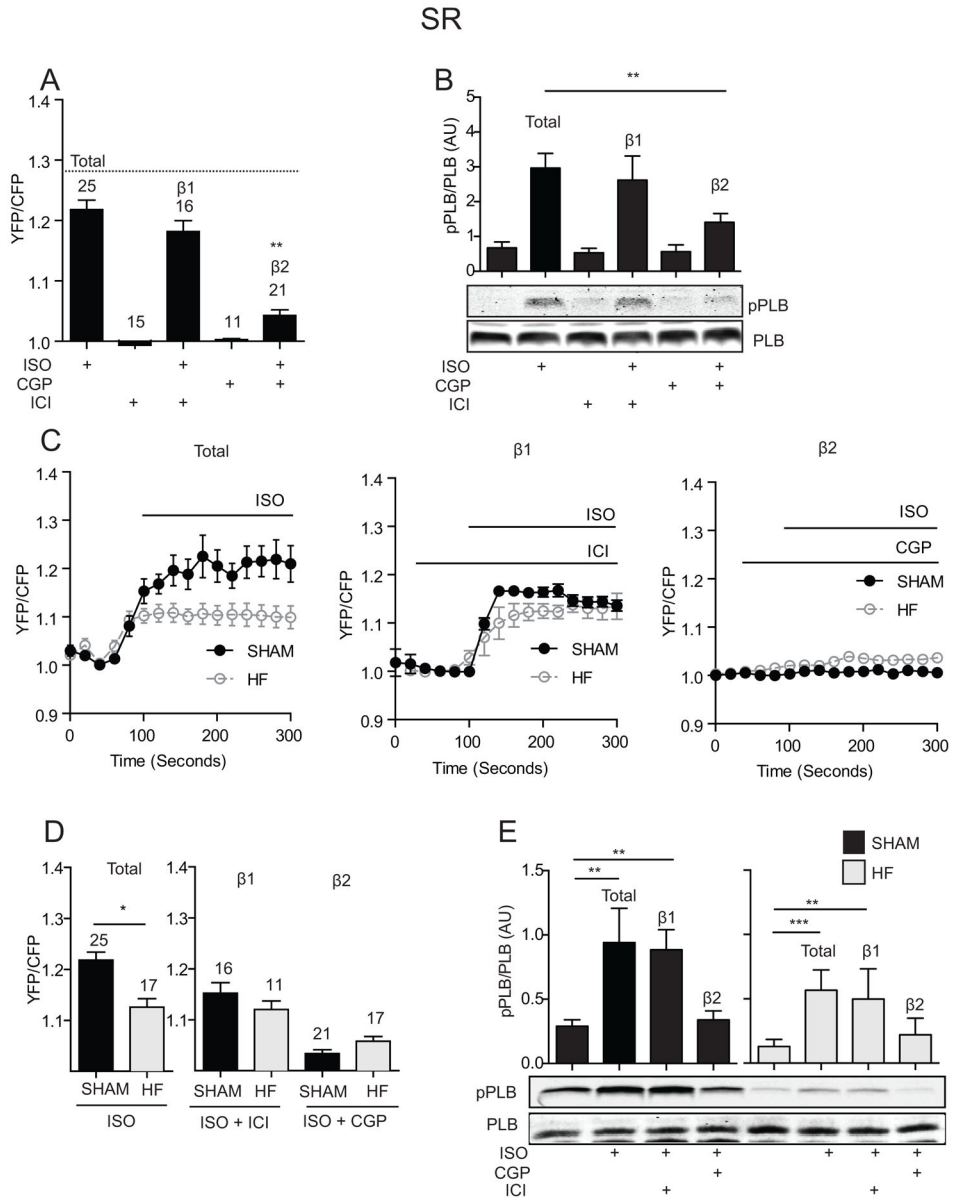 SR
A
1.4
1.3
1.2
1.1
1.0
YFP/CFP
Total
25
15
β1
16
11
**
β2
21
ISO + + +
CGP + +
ICI + +
B
**
5
4
3
2
1
0
pPLB/PLB (AU)
Total
β1
β2
pPLB
PLB
ISO + + +
CGP + +
ICI + +
C
Total
1.4
1.3
1.2
1.1
1.0
0.9
YFP/CFP
ISO
SHAM
HF
0 100 200 300
Time (Seconds)
β1
1.4
1.3
1.2
1.1
1.0
0.9
YFP/CFP
ISO
ICI
SHAM
HF
0 100 200 300
Time (Seconds)
β2
1.4
1.3
1.2
1.1
1.0
0.9
YFP/CFP
ISO
CGP
SHAM
HF
0 100 200 300
Time (Seconds)
D
1.4
1.3
1.2
1.1
YFP/CFP
Total
*
25
17
SHAM HF
ISO
1.4
1.3
1.2
1.1
β1
16
11
β2
21
17
SHAM HF SHAM HF
ISO + ICI ISO + CGP
E
SHAM
HF
1.5
1.0
0.5
0.0
pPLB/PLB (AU)
**
**
Total
β1
β2
**
***
Total
β1
β2
pPLB
PLB
ISO + + + + + +
CGP + +
ICI + +